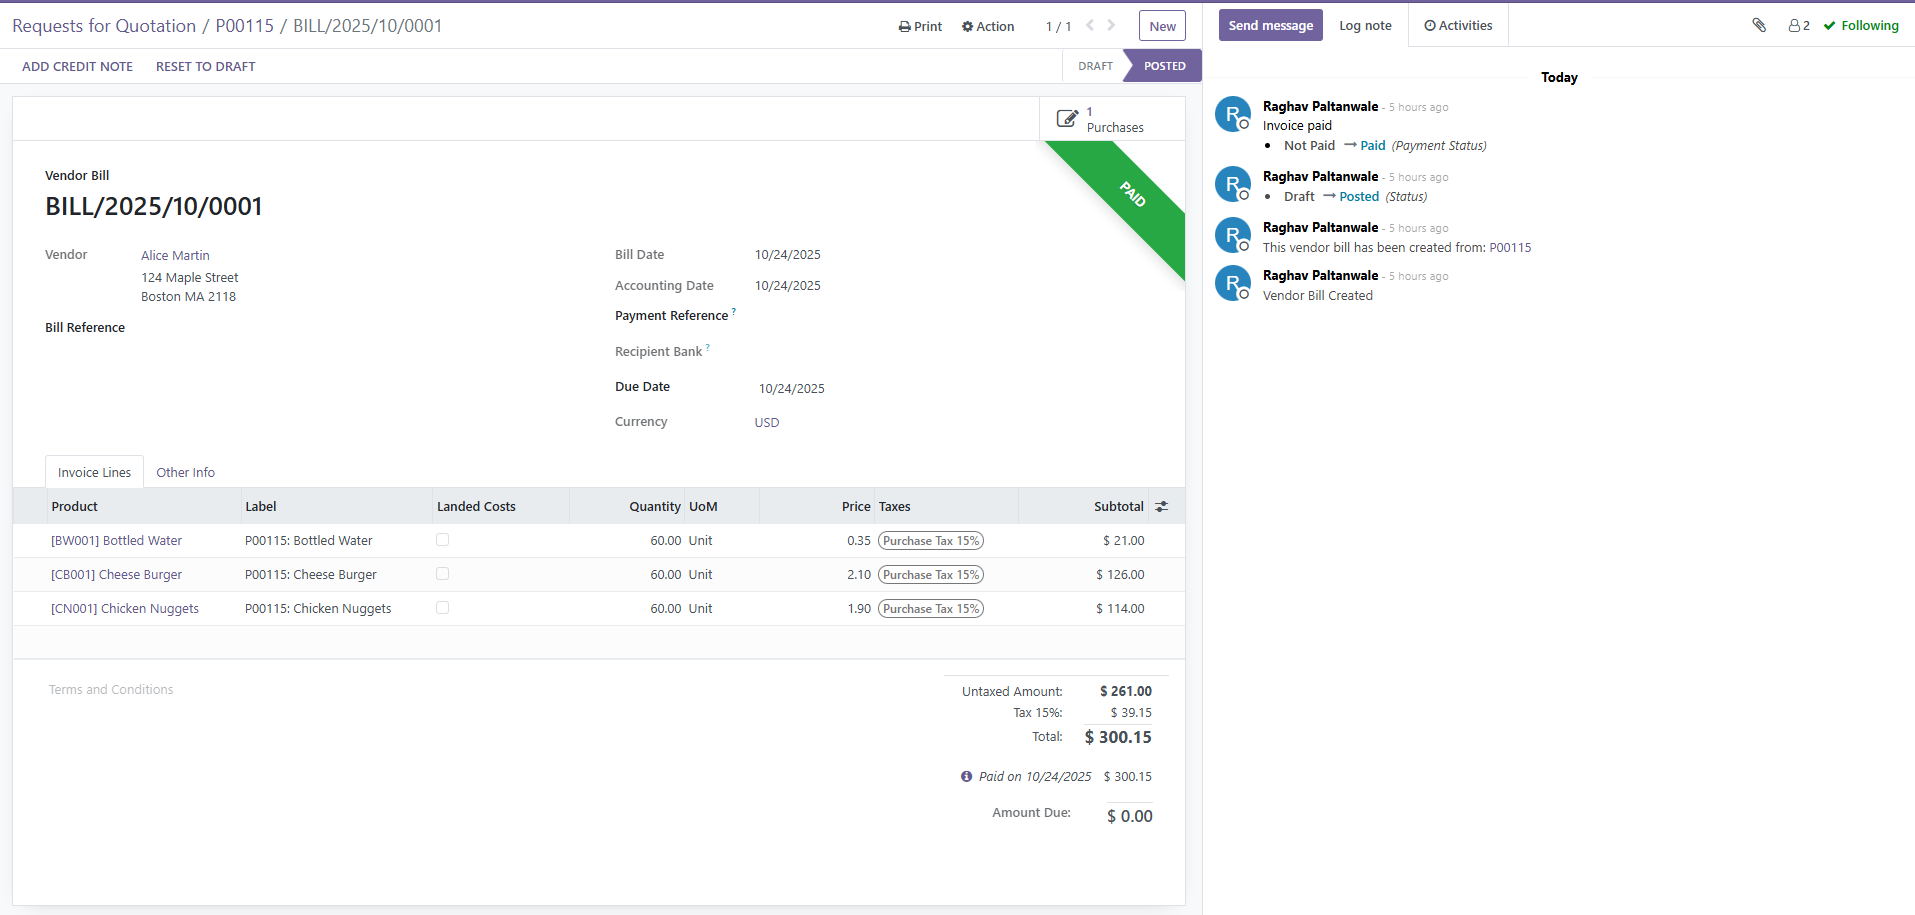 Requests for Quotation / P00115 / BILL/2025/10/0001
Print Action 1 / 1 New
ADD CREDIT NOTE RESET TO DRAFT
DRAFT POSTED
1
Purchases
PAID
Vendor Bill
BILL/2025/10/0001
Vendor Alice Martin
124 Maple Street
Boston MA 2118
Bill Reference
Bill Date 10/24/2025
Accounting Date 10/24/2025
Payment Reference ?
Recipient Bank ?
Due Date 10/24/2025
Currency USD
Invoice Lines Other Info
Product Label Landed Costs Quantity UoM Price Taxes Subtotal
[BW001] Bottled Water P00115: Bottled Water 60.00 Unit 0.35 Purchase Tax 15% $ 21.00
[CB001] Cheese Burger P00115: Cheese Burger 60.00 Unit 2.10 Purchase Tax 15% $ 126.00
[CN001] Chicken Nuggets P00115: Chicken Nuggets 60.00 Unit 1.90 Purchase Tax 15% $ 114.00
Terms and Conditions
Untaxed Amount: $ 261.00
Tax 15%: $ 39.15
Total: $ 300.15
Paid on 10/24/2025 $ 300.15
Amount Due: $ 0.00
Send message Log note Activities 2 Following
Today
R
Raghav Paltanwale - 5 hours ago
Invoice paid
• Not Paid → Paid (Payment Status)
R
Raghav Paltanwale - 5 hours ago
• Draft → Posted (Status)
R
Raghav Paltanwale - 5 hours ago
This vendor bill has been created from: P00115
R
Raghav Paltanwale - 5 hours ago
Vendor Bill Created